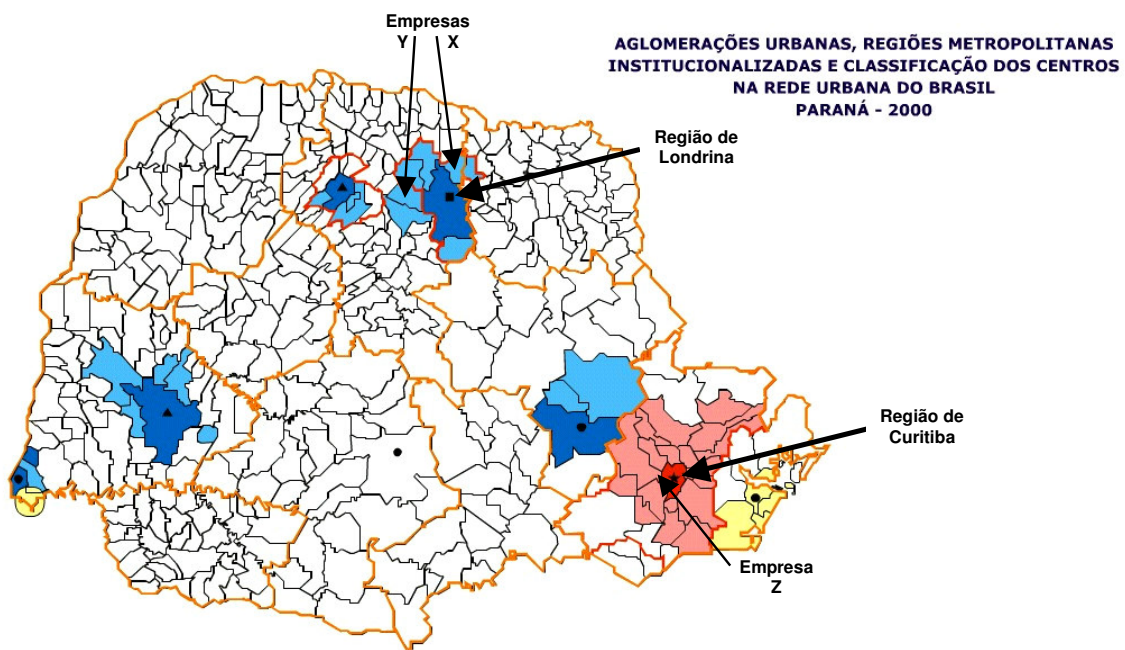 Empresas
Y X
AGLOMERAÇÕES URBANAS, REGIÕES METROPOLITANAS
INSTITUCIONALIZADAS E CLASSIFICAÇÃO DOS CENTROS
NA REDE URBANA DO BRASIL
PARANÁ - 2000
Região de
Londrina
Região de
Curitiba
Empresa
Z